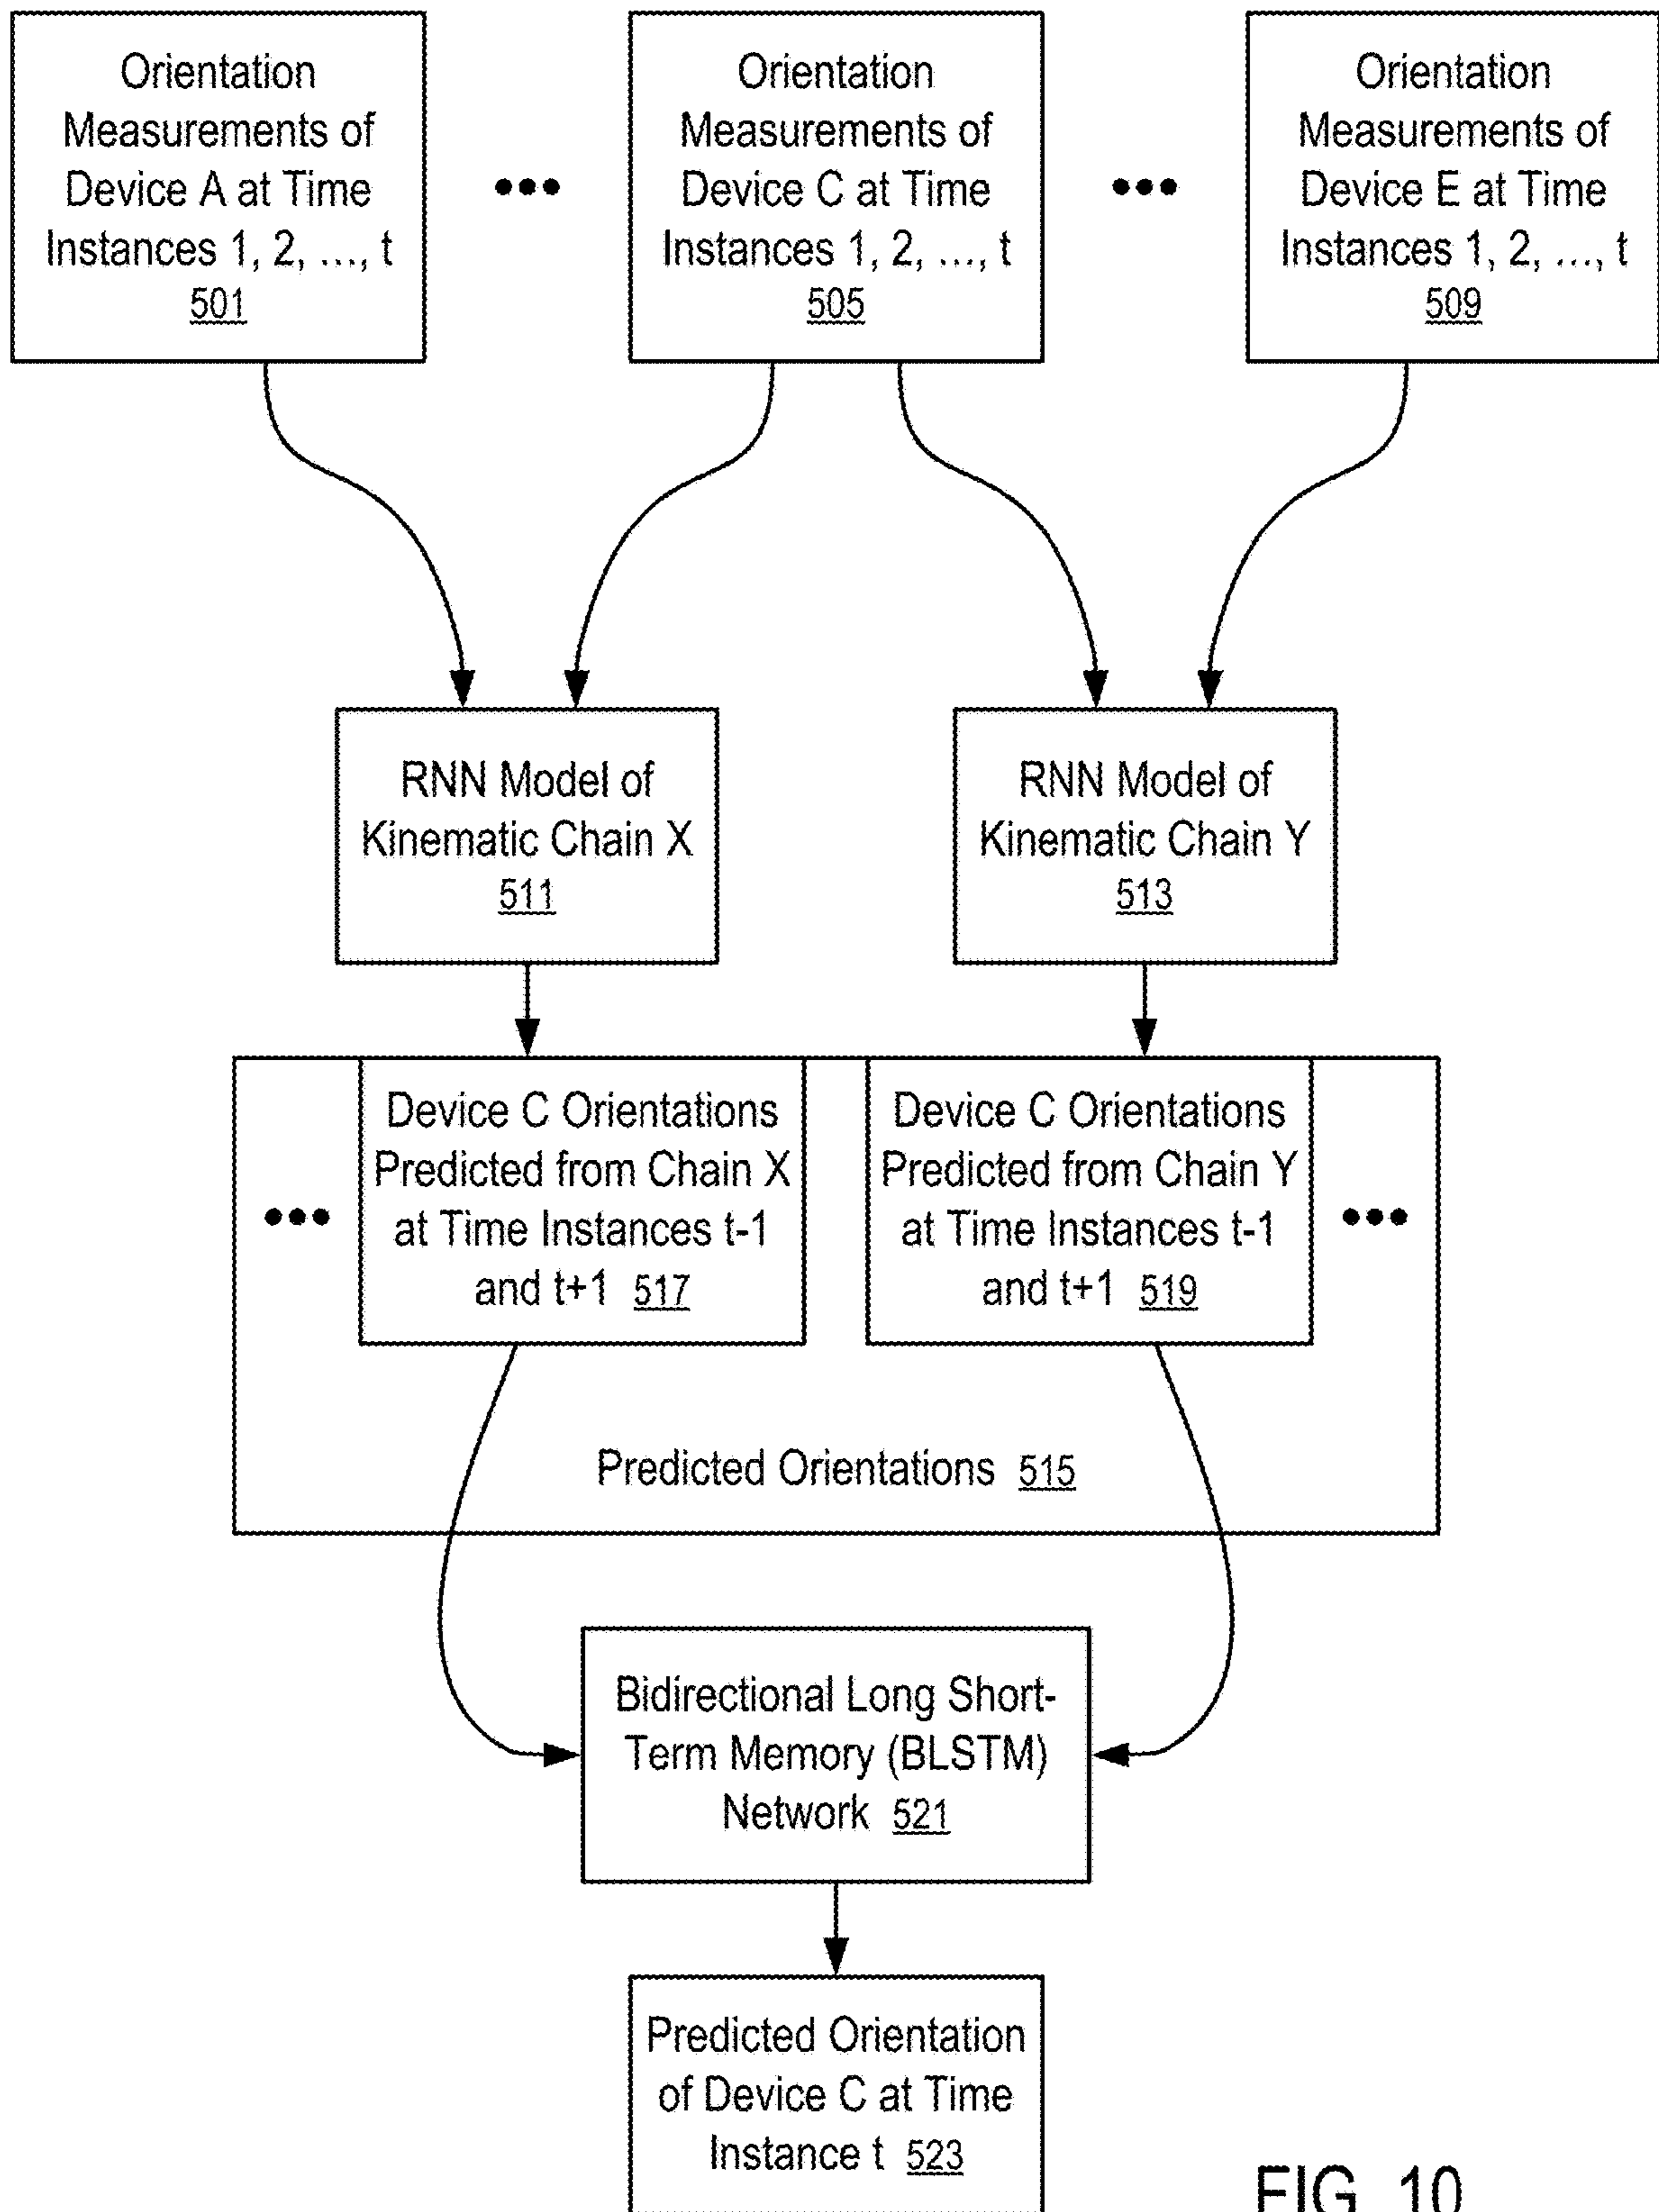 Orientation
Measurements of
Device A at Time
Instances 1, 2, ..., t
501
Orientation
Measurements of
Device C at Time
Instances 1, 2, ..., t
505
Orientation
Measurements of
Device E at Time
Instances 1, 2, ..., t
509
RNN Model of
Kinematic Chain X
511
RNN Model of
Kinematic Chain Y
513
Device C Orientations
Predicted from Chain X
at Time Instances t-1
and t+1 517
Device C Orientations
Predicted from Chain Y
at Time Instances t-1
and t+1 519
Predicted Orientations 515
Bidirectional Long Short-
Term Memory (BLSTM)
Network 521
Predicted Orientation
of Device C at Time
Instance t 523
FIG. 10